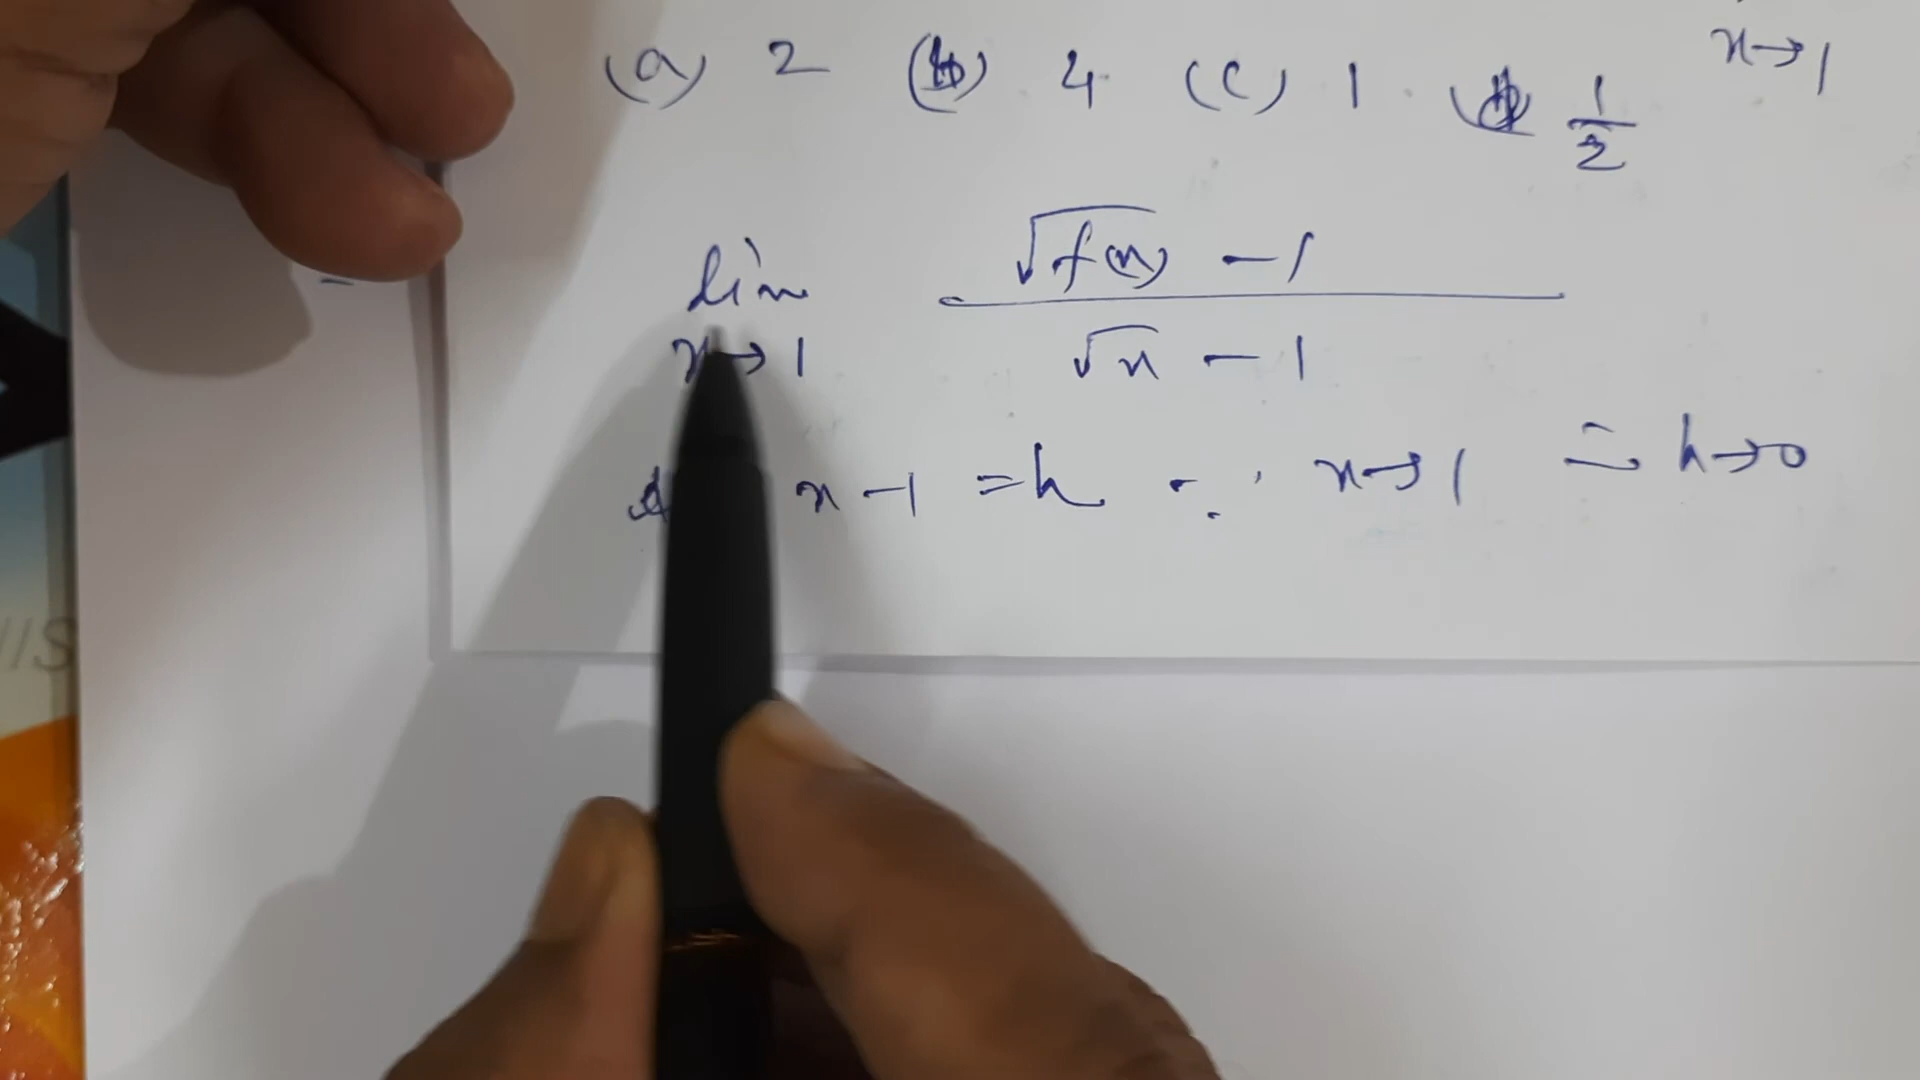 (a) 2 (b) 4 (c) 1 (d) 1/2
x→1
lim x→1 (√f(x) - 1)/(√x - 1)
x - 1 = h ∵ x→1 ∴ h→0